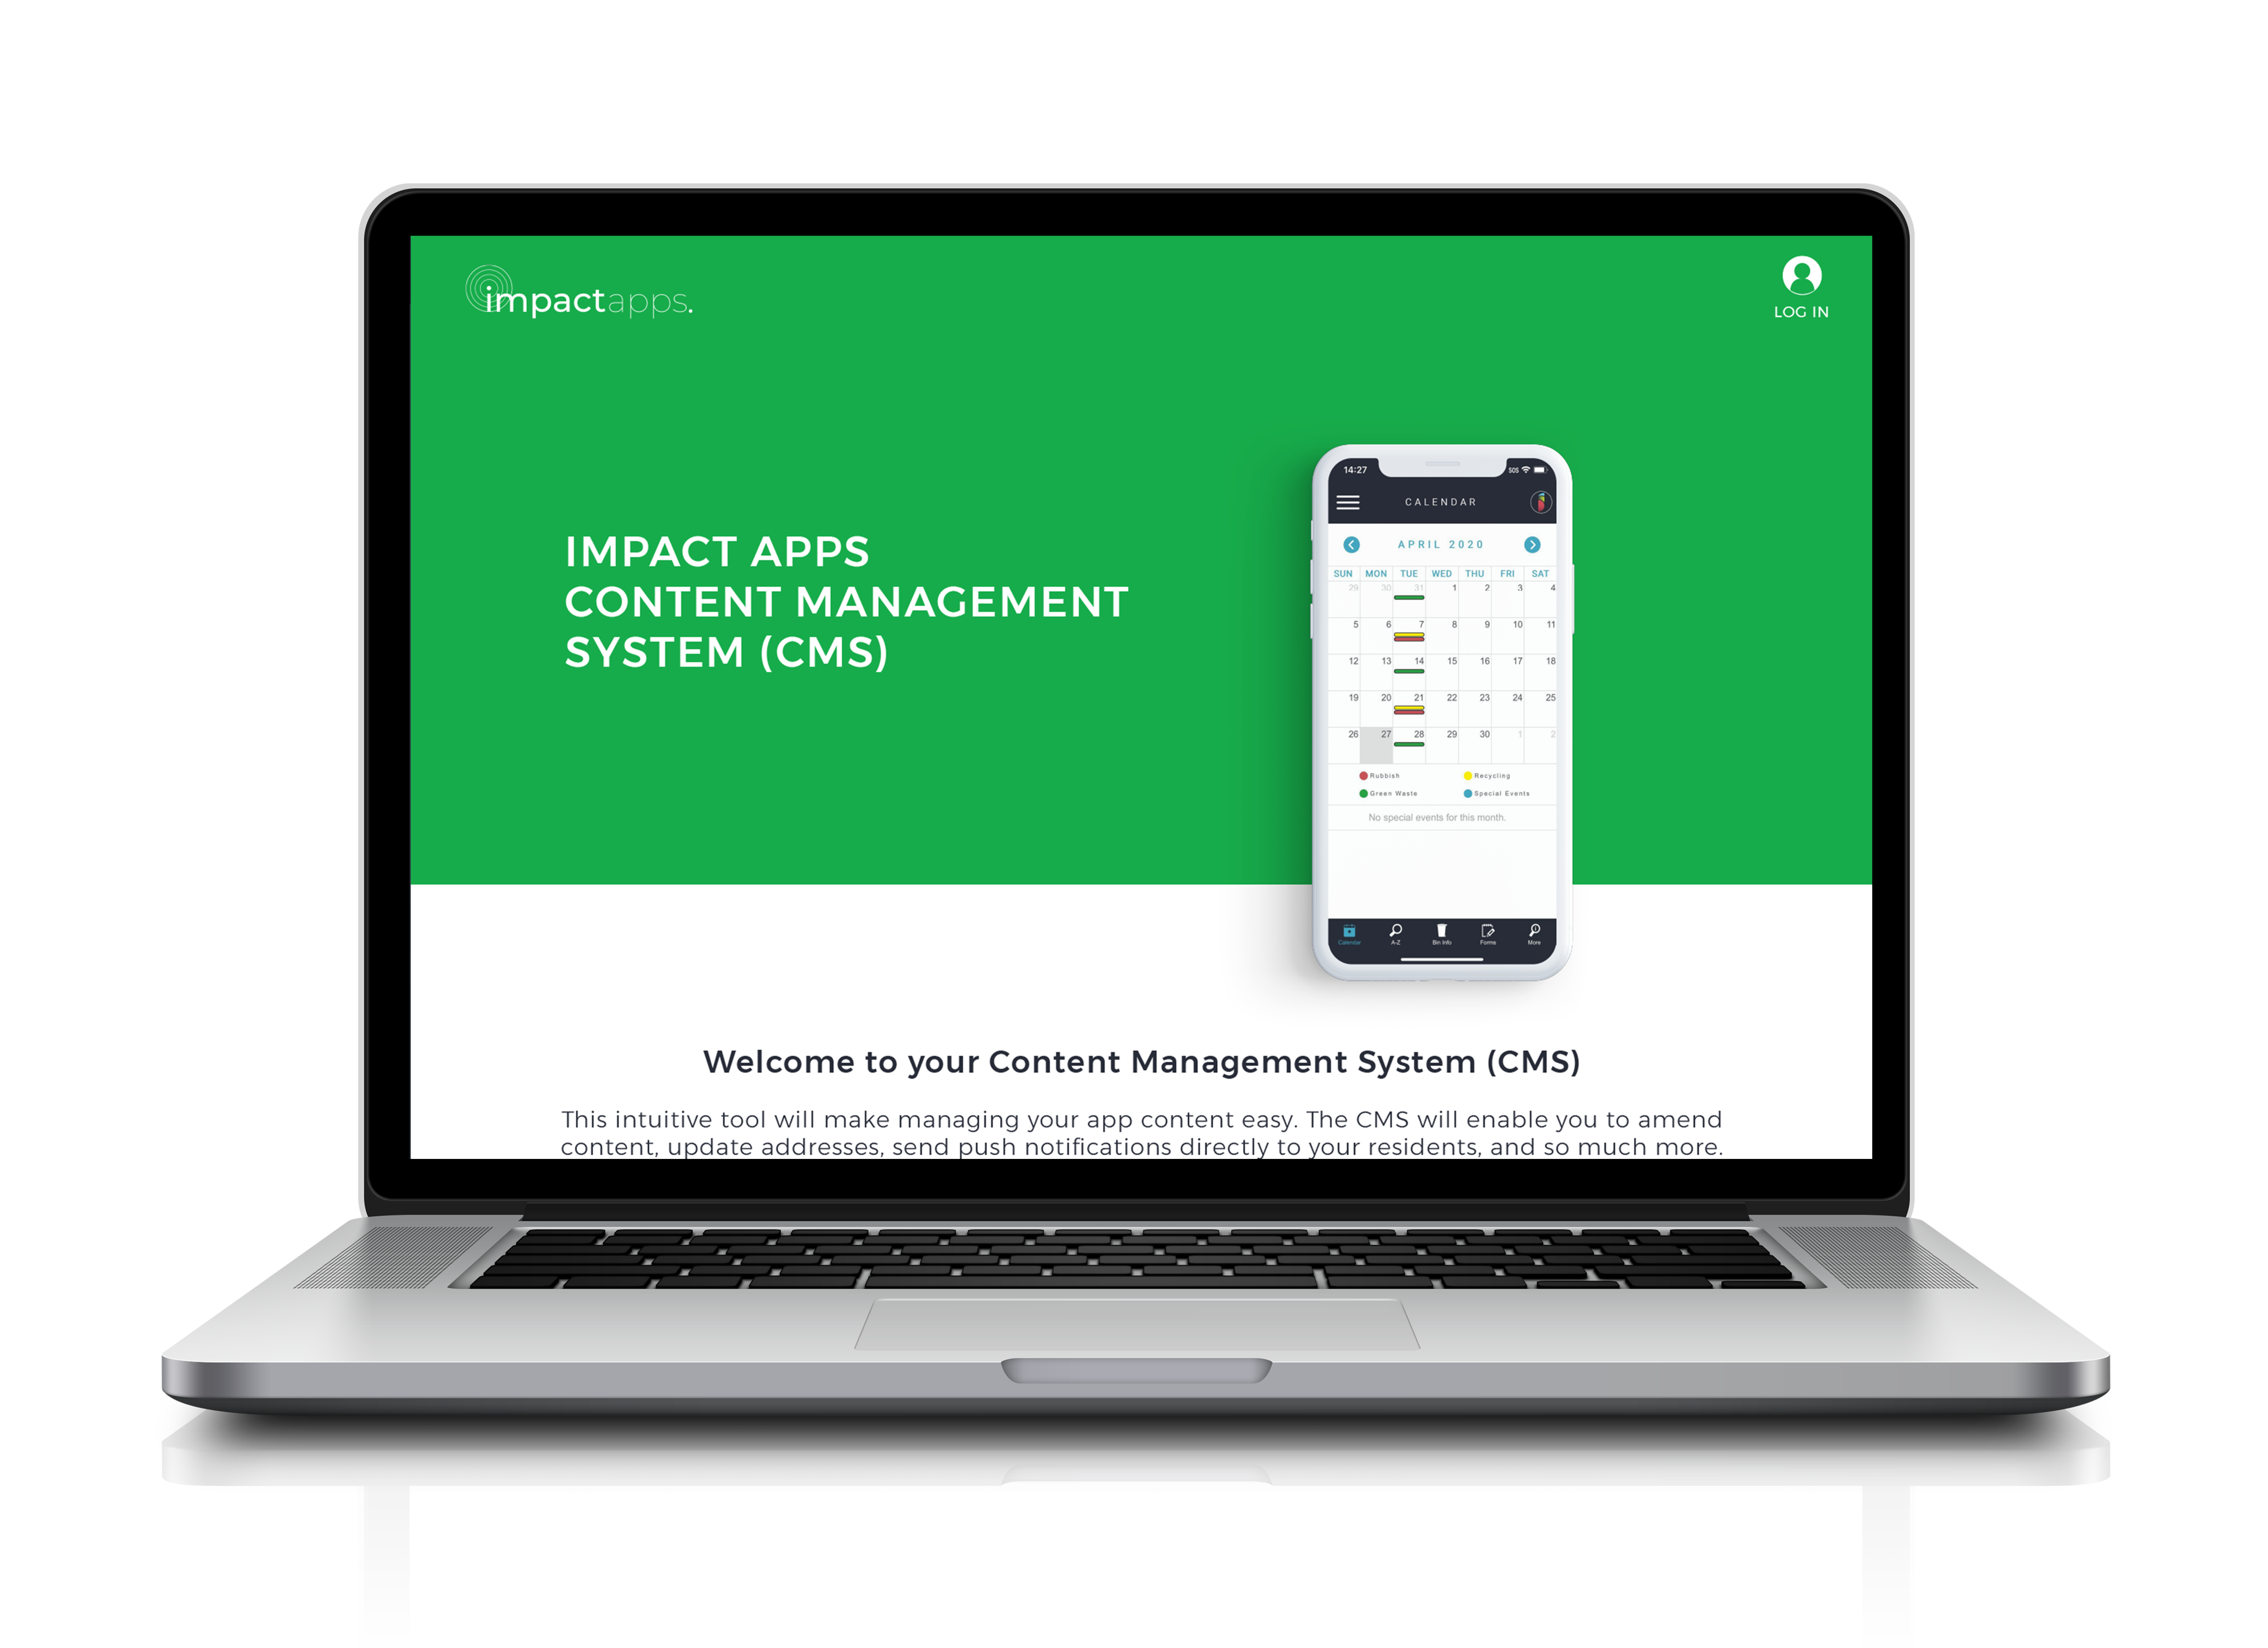 impactapps.
LOG IN
IMPACT APPS
CONTENT MANAGEMENT
SYSTEM (CMS)
14:27 SOS
CALENDAR
APRIL 2020
SUN MON TUE WED THU FRI SAT
29 30 31 1 2 3 4
5 6 7 8 9 10 11
12 13 14 15 16 17 18
19 20 21 22 23 24 25
26 27 28 29 30 1 2
Rubbish Recycling
Green Waste Special Events
No special events for this month.
Calendar A-Z Bin Info Forms More
Welcome to your Content Management System (CMS)
This intuitive tool will make managing your app content easy. The CMS will enable you to amend
content, update addresses, send push notifications directly to your residents, and so much more.